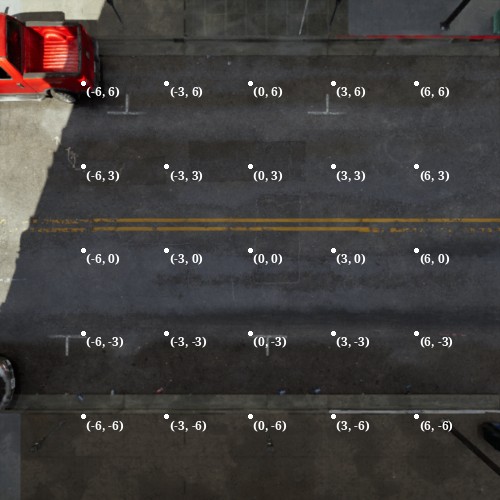 (-6, 6) (-3, 6) (0, 6) (3, 6) (6, 6)
(-6, 3) (-3, 3) (0, 3) (3, 3) (6, 3)
(-6, 0) (-3, 0) (0, 0) (3, 0) (6, 0)
(-6, -3) (-3, -3) (0, -3) (3, -3) (6, -3)
(-6, -6) (-3, -6) (0, -6) (3, -6) (6, -6)